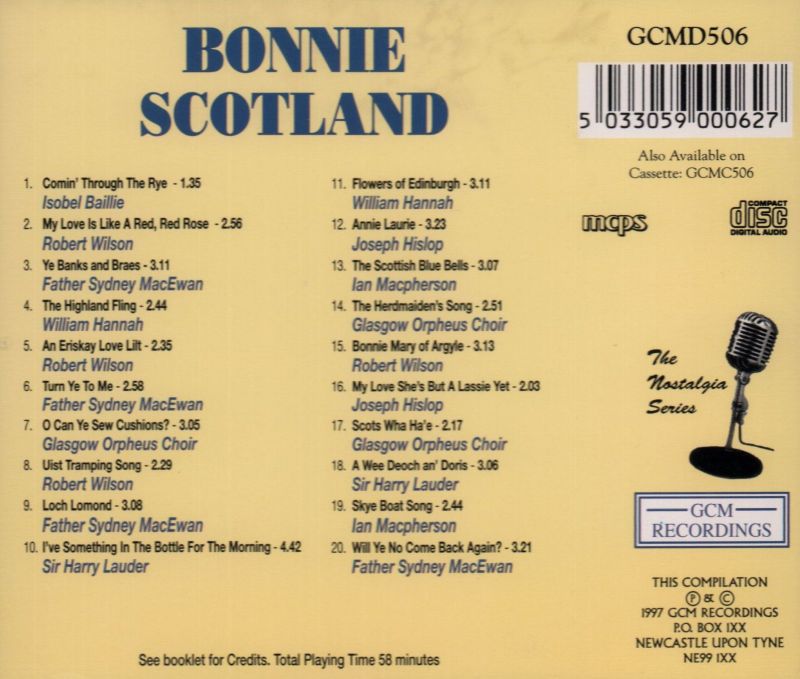 BONNIE
SCOTLAND
1. Comin' Through The Rye - 1.35
Isobel Baillie
2. My Love Is Like A Red, Red Rose - 2.56
Robert Wilson
3. Ye Banks and Braes - 3.11
Father Sydney MacEwan
4. The Highland Fling - 2.44
William Hannah
5. An Eriskay Love Lilt - 2.35
Robert Wilson
6. Turn Ye To Me - 2.58
Father Sydney MacEwan
7. O Can Ye Sew Cushions? - 3.05
Glasgow Orpheus Choir
8. Uist Tramping Song - 2.29
Robert Wilson
9. Loch Lomond - 3.08
Father Sydney MacEwan
10. I've Something In The Bottle For The Morning - 4.42
Sir Harry Lauder
11. Flowers of Edinburgh - 3.11
William Hannah
12. Annie Laurie - 3.23
Joseph Hislop
13. The Scottish Blue Bells - 3.07
Ian Macpherson
14. The Herdmaiden's Song - 2.51
Glasgow Orpheus Choir
15. Bonnie Mary of Argyle - 3.13
Robert Wilson
16. My Love She's But A Lassie Yet - 2.03
Joseph Hislop
17. Scots Wha Ha'e - 2.17
Glasgow Orpheus Choir
18. A Wee Deoch an' Doris - 3.06
Sir Harry Lauder
19. Skye Boat Song - 2.44
Ian Macpherson
20. Will Ye No Come Back Again? - 3.21
Father Sydney MacEwan
See booklet for Credits. Total Playing Time 58 minutes
GCMD506
5 033059 000627
Also Available on
Cassette: GCMC506
mcps
COMPACT
disc
DIGITAL AUDIO
The
Nostalgia
Series
GCM
RECORDINGS
THIS COMPILATION
Ⓟ & ©
1997 GCM RECORDINGS
P.O. BOX 1XX
NEWCASTLE UPON TYNE
NE99 1XX